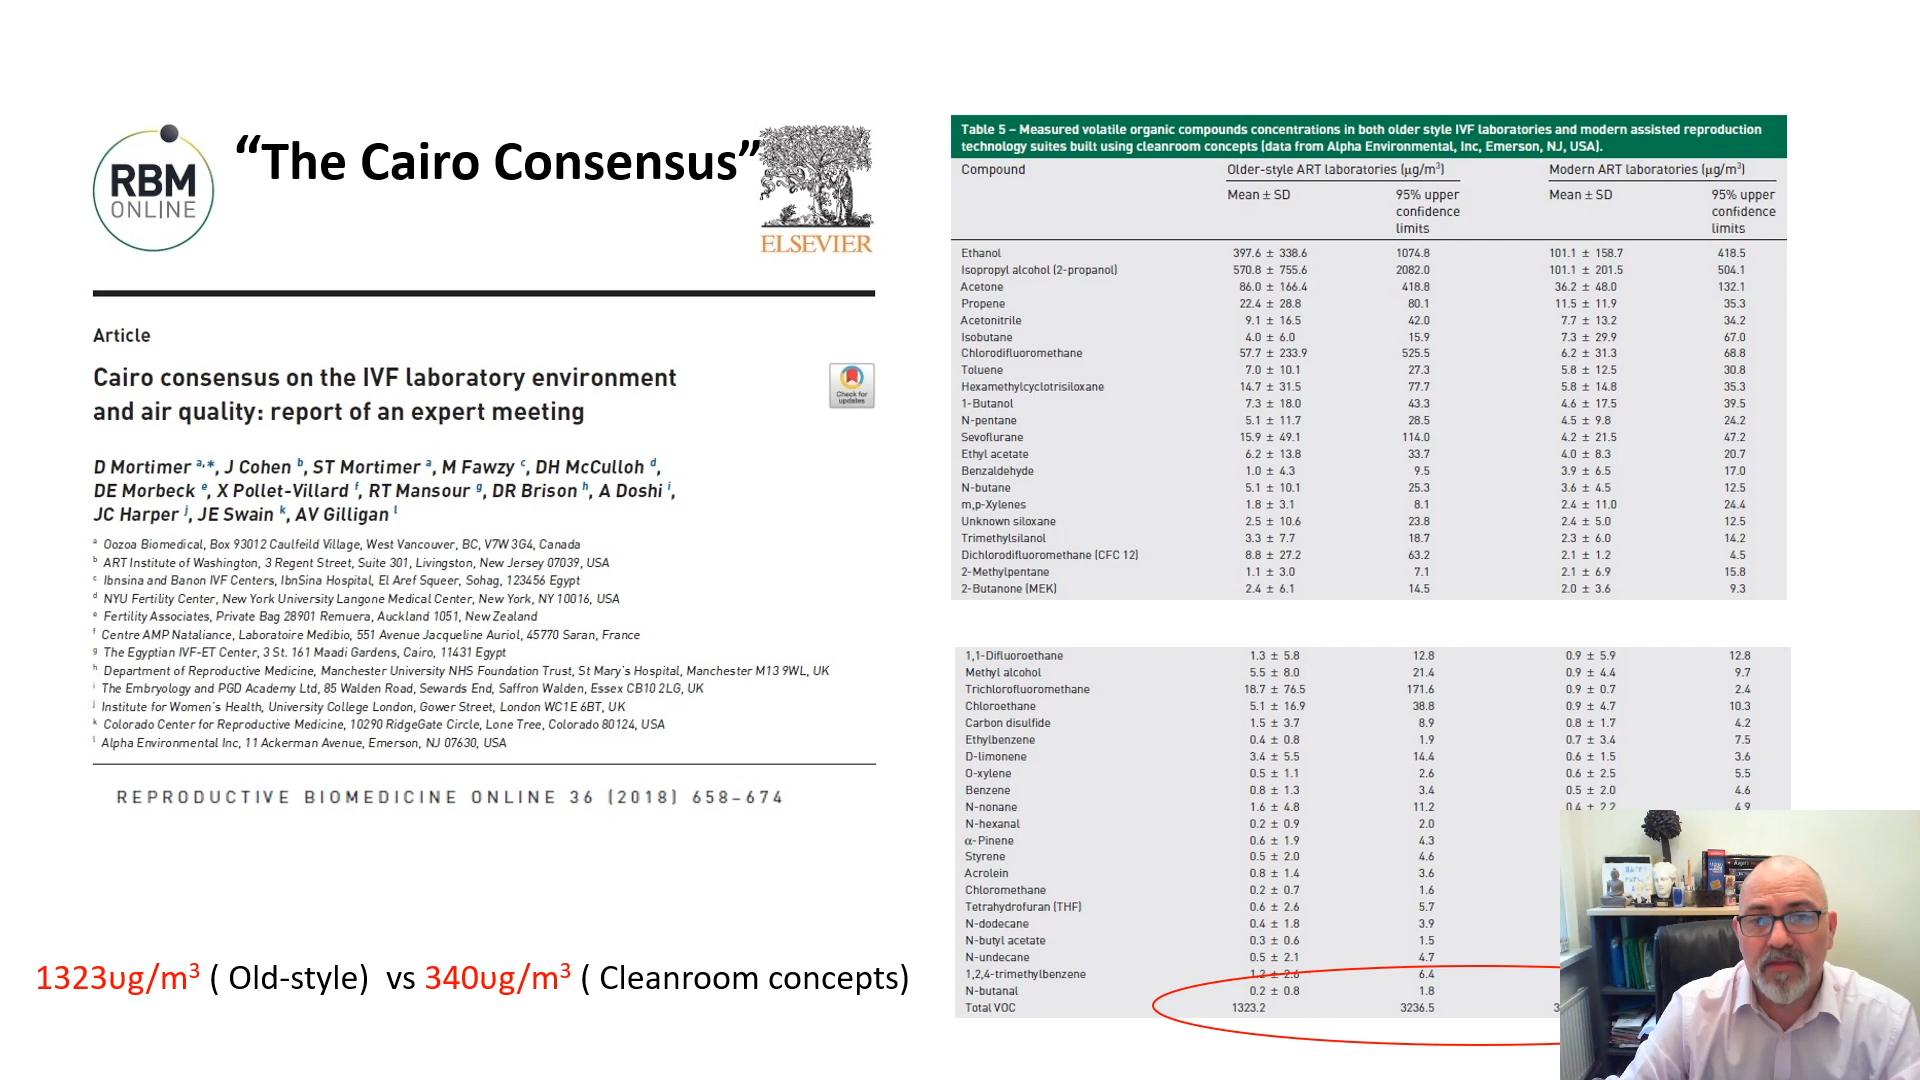 RBM
ONLINE
“The Cairo Consensus”
ELSEVIER
Article
Cairo consensus on the IVF laboratory environment
and air quality: report of an expert meeting
Check for
updates
D Mortimer a,*, J Cohen b, ST Mortimer a, M Fawzy c, DH McCulloh d,
DE Morbeck e, X Pollet-Villard f, RT Mansour g, DR Brison h, A Doshi i,
JC Harper j, JE Swain k, AV Gilligan l
a Oozoa Biomedical, Box 93012 Caulfeild Village, West Vancouver, BC, V7W 3G4, Canada
b ART Institute of Washington, 3 Regent Street, Suite 301, Livingston, New Jersey 07039, USA
c Ibnsina and Banon IVF Centers, IbnSina Hospital, El Aref Squeer, Sohag, 123456 Egypt
d NYU Fertility Center, New York University Langone Medical Center, New York, NY 10016, USA
e Fertility Associates, Private Bag 28901 Remuera, Auckland 1051, New Zealand
f Centre AMP Nataliance, Laboratoire Medibio, 551 Avenue Jacqueline Auriol, 45770 Saran, France
g The Egyptian IVF-ET Center, 3 St. 161 Maadi Gardens, Cairo, 11431 Egypt
h Department of Reproductive Medicine, Manchester University NHS Foundation Trust, St Mary's Hospital, Manchester M13 9WL, UK
i The Embryology and PGD Academy Ltd, 85 Walden Road, Sewards End, Saffron Walden, Essex CB10 2LG, UK
j Institute for Women's Health, University College London, Gower Street, London WC1E 6BT, UK
k Colorado Center for Reproductive Medicine, 10290 RidgeGate Circle, Lone Tree, Colorado 80124, USA
l Alpha Environmental Inc, 11 Ackerman Avenue, Emerson, NJ 07630, USA
REPRODUCTIVE BIOMEDICINE ONLINE 36 (2018) 658–674
1323ug/m³ ( Old-style) vs 340ug/m³ ( Cleanroom concepts)
Table 5 – Measured volatile organic compounds concentrations in both older style IVF laboratories and modern assisted reproduction
technology suites built using cleanroom concepts (data from Alpha Environmental, Inc, Emerson, NJ, USA).
Compound Older-style ART laboratories (µg/m³) Modern ART laboratories (µg/m³)
Mean ± SD 95% upper confidence limits Mean ± SD 95% upper confidence limits
Ethanol 397.6 ± 338.6 1074.8 101.1 ± 158.7 418.5
Isopropyl alcohol (2-propanol) 570.8 ± 755.6 2082.0 101.1 ± 201.5 504.1
Acetone 86.0 ± 166.4 418.8 36.2 ± 48.0 132.1
Propene 22.4 ± 28.8 80.1 11.5 ± 11.9 35.3
Acetonitrile 9.1 ± 16.5 42.0 7.7 ± 13.2 34.2
Isobutane 4.0 ± 6.0 15.9 7.3 ± 29.9 67.0
Chlorodifluoromethane 57.7 ± 233.9 525.5 6.2 ± 31.3 68.8
Toluene 7.0 ± 10.1 27.3 5.8 ± 12.5 30.8
Hexamethylcyclotrisiloxane 14.7 ± 31.5 77.7 5.8 ± 14.8 35.3
1-Butanol 7.3 ± 18.0 43.3 4.6 ± 17.5 39.5
N-pentane 5.1 ± 11.7 28.5 4.5 ± 9.8 24.2
Sevoflurane 15.9 ± 49.1 114.0 4.2 ± 21.5 47.2
Ethyl acetate 6.2 ± 13.8 33.7 4.0 ± 8.3 20.7
Benzaldehyde 1.0 ± 4.3 9.5 3.9 ± 6.5 17.0
N-butane 5.1 ± 10.1 25.3 3.6 ± 4.5 12.5
m,p-Xylenes 1.8 ± 3.1 8.1 2.4 ± 11.0 24.4
Unknown siloxane 2.5 ± 10.6 23.8 2.4 ± 5.0 12.5
Trimethylsilanol 3.3 ± 7.7 18.7 2.3 ± 6.0 14.2
Dichlorodifluoromethane (CFC 12) 8.8 ± 27.2 63.2 2.1 ± 1.2 4.5
2-Methylpentane 1.1 ± 3.0 7.1 2.1 ± 6.9 15.8
2-Butanone (MEK) 2.4 ± 6.1 14.5 2.0 ± 3.6 9.3
1,1-Difluoroethane 1.3 ± 5.8 12.8 0.9 ± 5.9 12.8
Methyl alcohol 5.5 ± 8.0 21.4 0.9 ± 4.4 9.7
Trichlorofluoromethane 18.7 ± 76.5 171.6 0.9 ± 0.7 2.4
Chloroethane 5.1 ± 16.9 38.8 0.9 ± 4.7 10.3
Carbon disulfide 1.5 ± 3.7 8.9 0.8 ± 1.7 4.2
Ethylbenzene 0.4 ± 0.8 1.9 0.7 ± 3.4 7.5
D-limonene 3.4 ± 5.5 14.4 0.6 ± 1.5 3.6
O-xylene 0.5 ± 1.1 2.6 0.6 ± 2.5 5.5
Benzene 0.8 ± 1.3 3.4 0.5 ± 2.0 4.6
N-nonane 1.6 ± 4.8 11.2 0.4 ± 2.2 4.9
N-hexanal 0.2 ± 0.9 2.0
α-Pinene 0.6 ± 1.9 4.3
Styrene 0.5 ± 2.0 4.6
Acrolein 0.8 ± 1.4 3.6
Chloromethane 0.2 ± 0.7 1.6
Tetrahydrofuran (THF) 0.6 ± 2.6 5.7
N-dodecane 0.4 ± 1.8 3.9
N-butyl acetate 0.3 ± 0.6 1.5
N-undecane 0.5 ± 2.1 4.7
1,2,4-trimethylbenzene 1.2 ± 2.6 6.4
N-butanal 0.2 ± 0.8 1.8
Total VOC 1323.2 3236.5 3